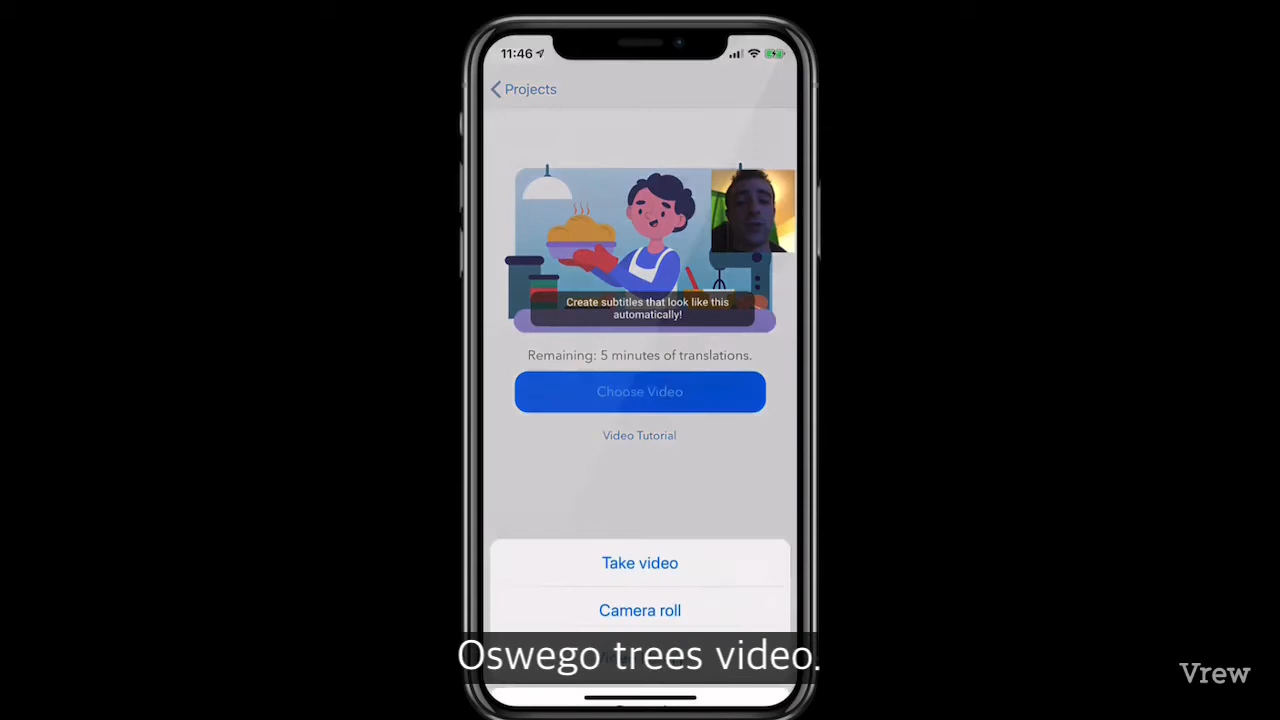 11:46
Projects
Create subtitles that look like this
automatically!
Remaining: 5 minutes of translations.
Choose Video
Video Tutorial
Take video
Camera roll
Oswego trees video.
Vrew